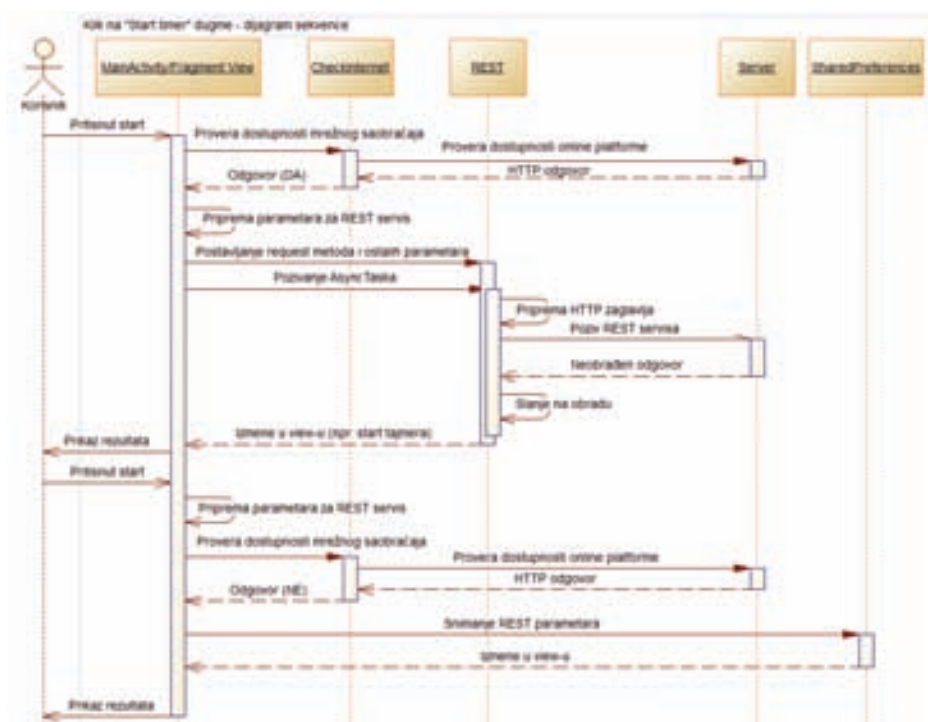 Klik na "Start timer" dugme - dijagram sekvence
MainActivity/Fragment View
CheckInternet
REST
Server
SharedPreferences
Korisnik
Pritisnut start
Provera dostupnosti mrežnog saobraćaja
Provera dostupnosti online platforme
HTTP odgovor
Odgovor (DA)
Priprema parametara za REST servis
Postavljanje request metoda i ostalih parametara
Pozivanje AsyncTaska
Priprema HTTP zaglavlja
Poziv REST servisa
Neobrađen odgovor
Slanje na obradu
Izmene u view-u (npr. start tajmera)
Prikaz rezultata
Pritisnut start
Priprema parametara za REST servis
Provera dostupnosti mrežnog saobraćaja
Provera dostupnosti online platforme
HTTP odgovor
Odgovor (NE)
Snimanje REST parametara
Izmene u view-u
Prikaz rezultata